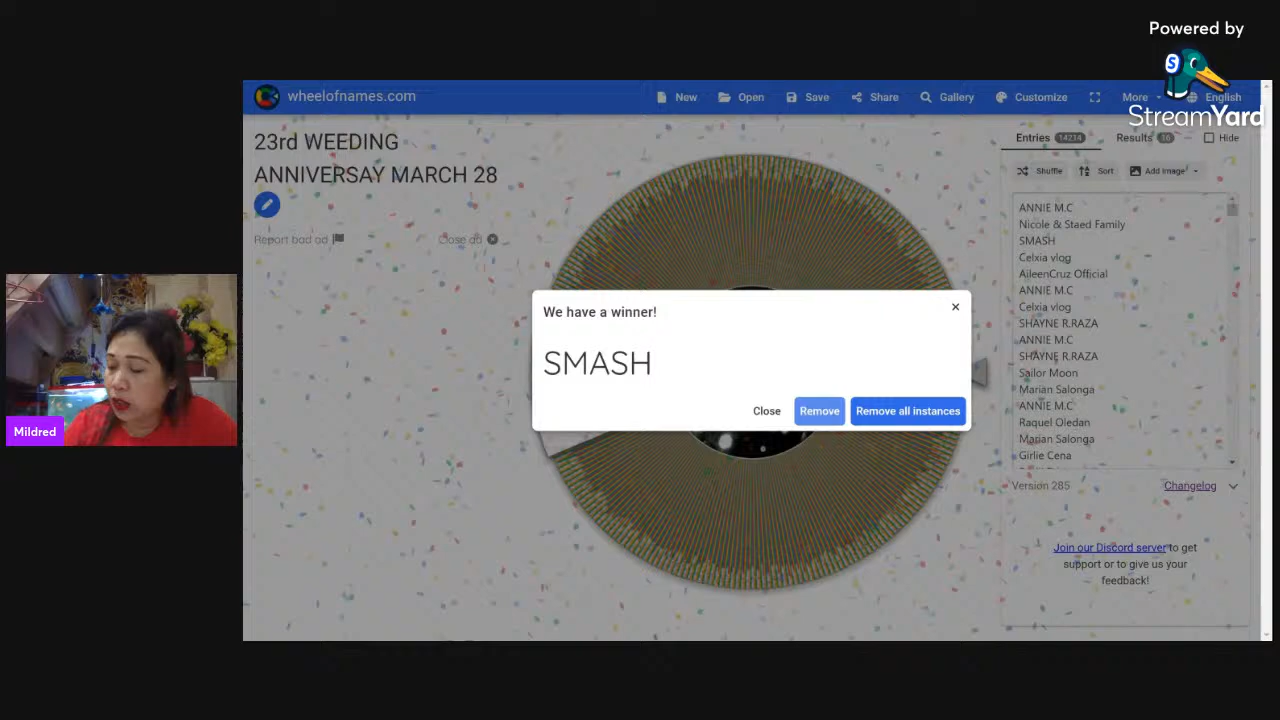 Powered by
StreamYard
wheelofnames.com
New
Open
Save
Share
Gallery
Customize
More
English
23rd WEEDING
ANNIVERSAY MARCH 28
Report bad ad
Close ad
Entries 14214
Results 10
Hide
Shuffle
Sort
Add Image
ANNIE M.C
Nicole & Staed Family
SMASH
Celxia vlog
AileenCruz Official
ANNIE M.C
Celxia vlog
SHAYNE R.RAZA
ANNIE M.C
SHAYNE R.RAZA
Sailor Moon
Marian Salonga
ANNIE M.C
Raquel Oledan
Marian Salonga
Girlie Cena
We have a winner!
SMASH
Close
Remove
Remove all instances
Version 285
Changelog
Join our Discord server to get
support or to give us your
feedback!
Mildred